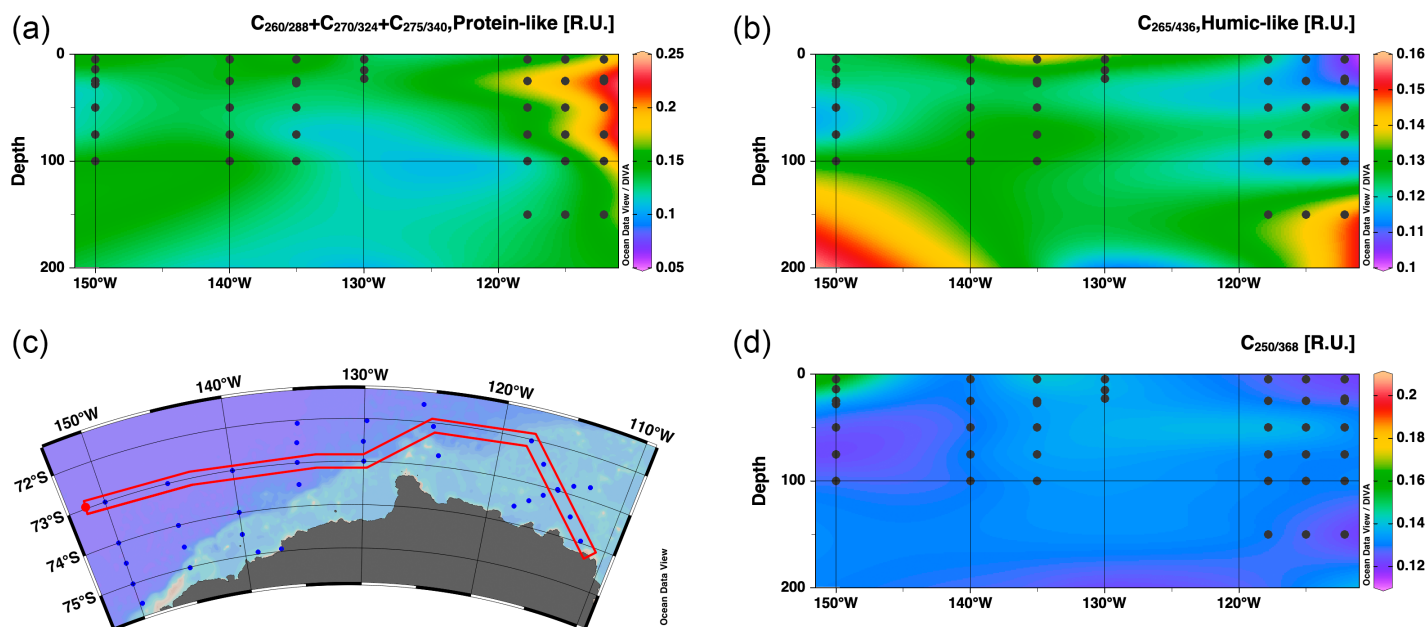 (a)
C260/288+C270/324+C275/340,Protein-like [R.U.]
0
100
200
Depth
150°W
140°W
130°W
120°W
0.25
0.2
0.15
0.1
0.05
Ocean Data View / DIVA
(b)
C265/436,Humic-like [R.U.]
0
100
200
Depth
150°W
140°W
130°W
120°W
0.16
0.15
0.14
0.13
0.12
0.11
0.1
Ocean Data View / DIVA
(c)
150°W
140°W
130°W
120°W
110°W
72°S
73°S
74°S
75°S
Ocean Data View
(d)
C250/368 [R.U.]
0
100
200
Depth
150°W
140°W
130°W
120°W
0.2
0.18
0.16
0.14
0.12
Ocean Data View / DIVA